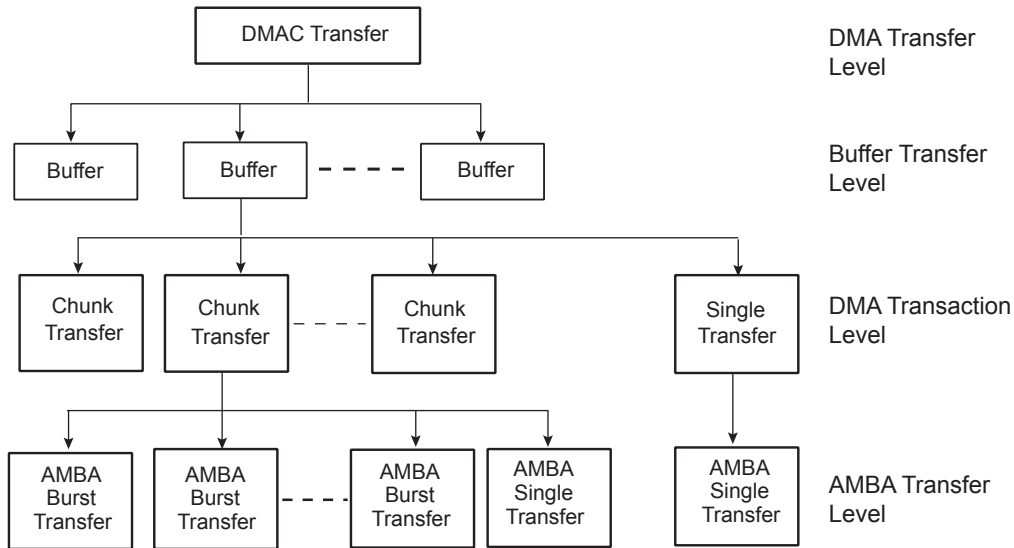 DMAC Transfer
DMA Transfer
Level
Buffer
Buffer
Buffer
Buffer Transfer
Level
Chunk
Transfer
Chunk
Transfer
Chunk
Transfer
Single
Transfer
DMA Transaction
Level
AMBA
Burst
Transfer
AMBA
Burst
Transfer
AMBA
Burst
Transfer
AMBA
Single
Transfer
AMBA
Single
Transfer
AMBA Transfer
Level